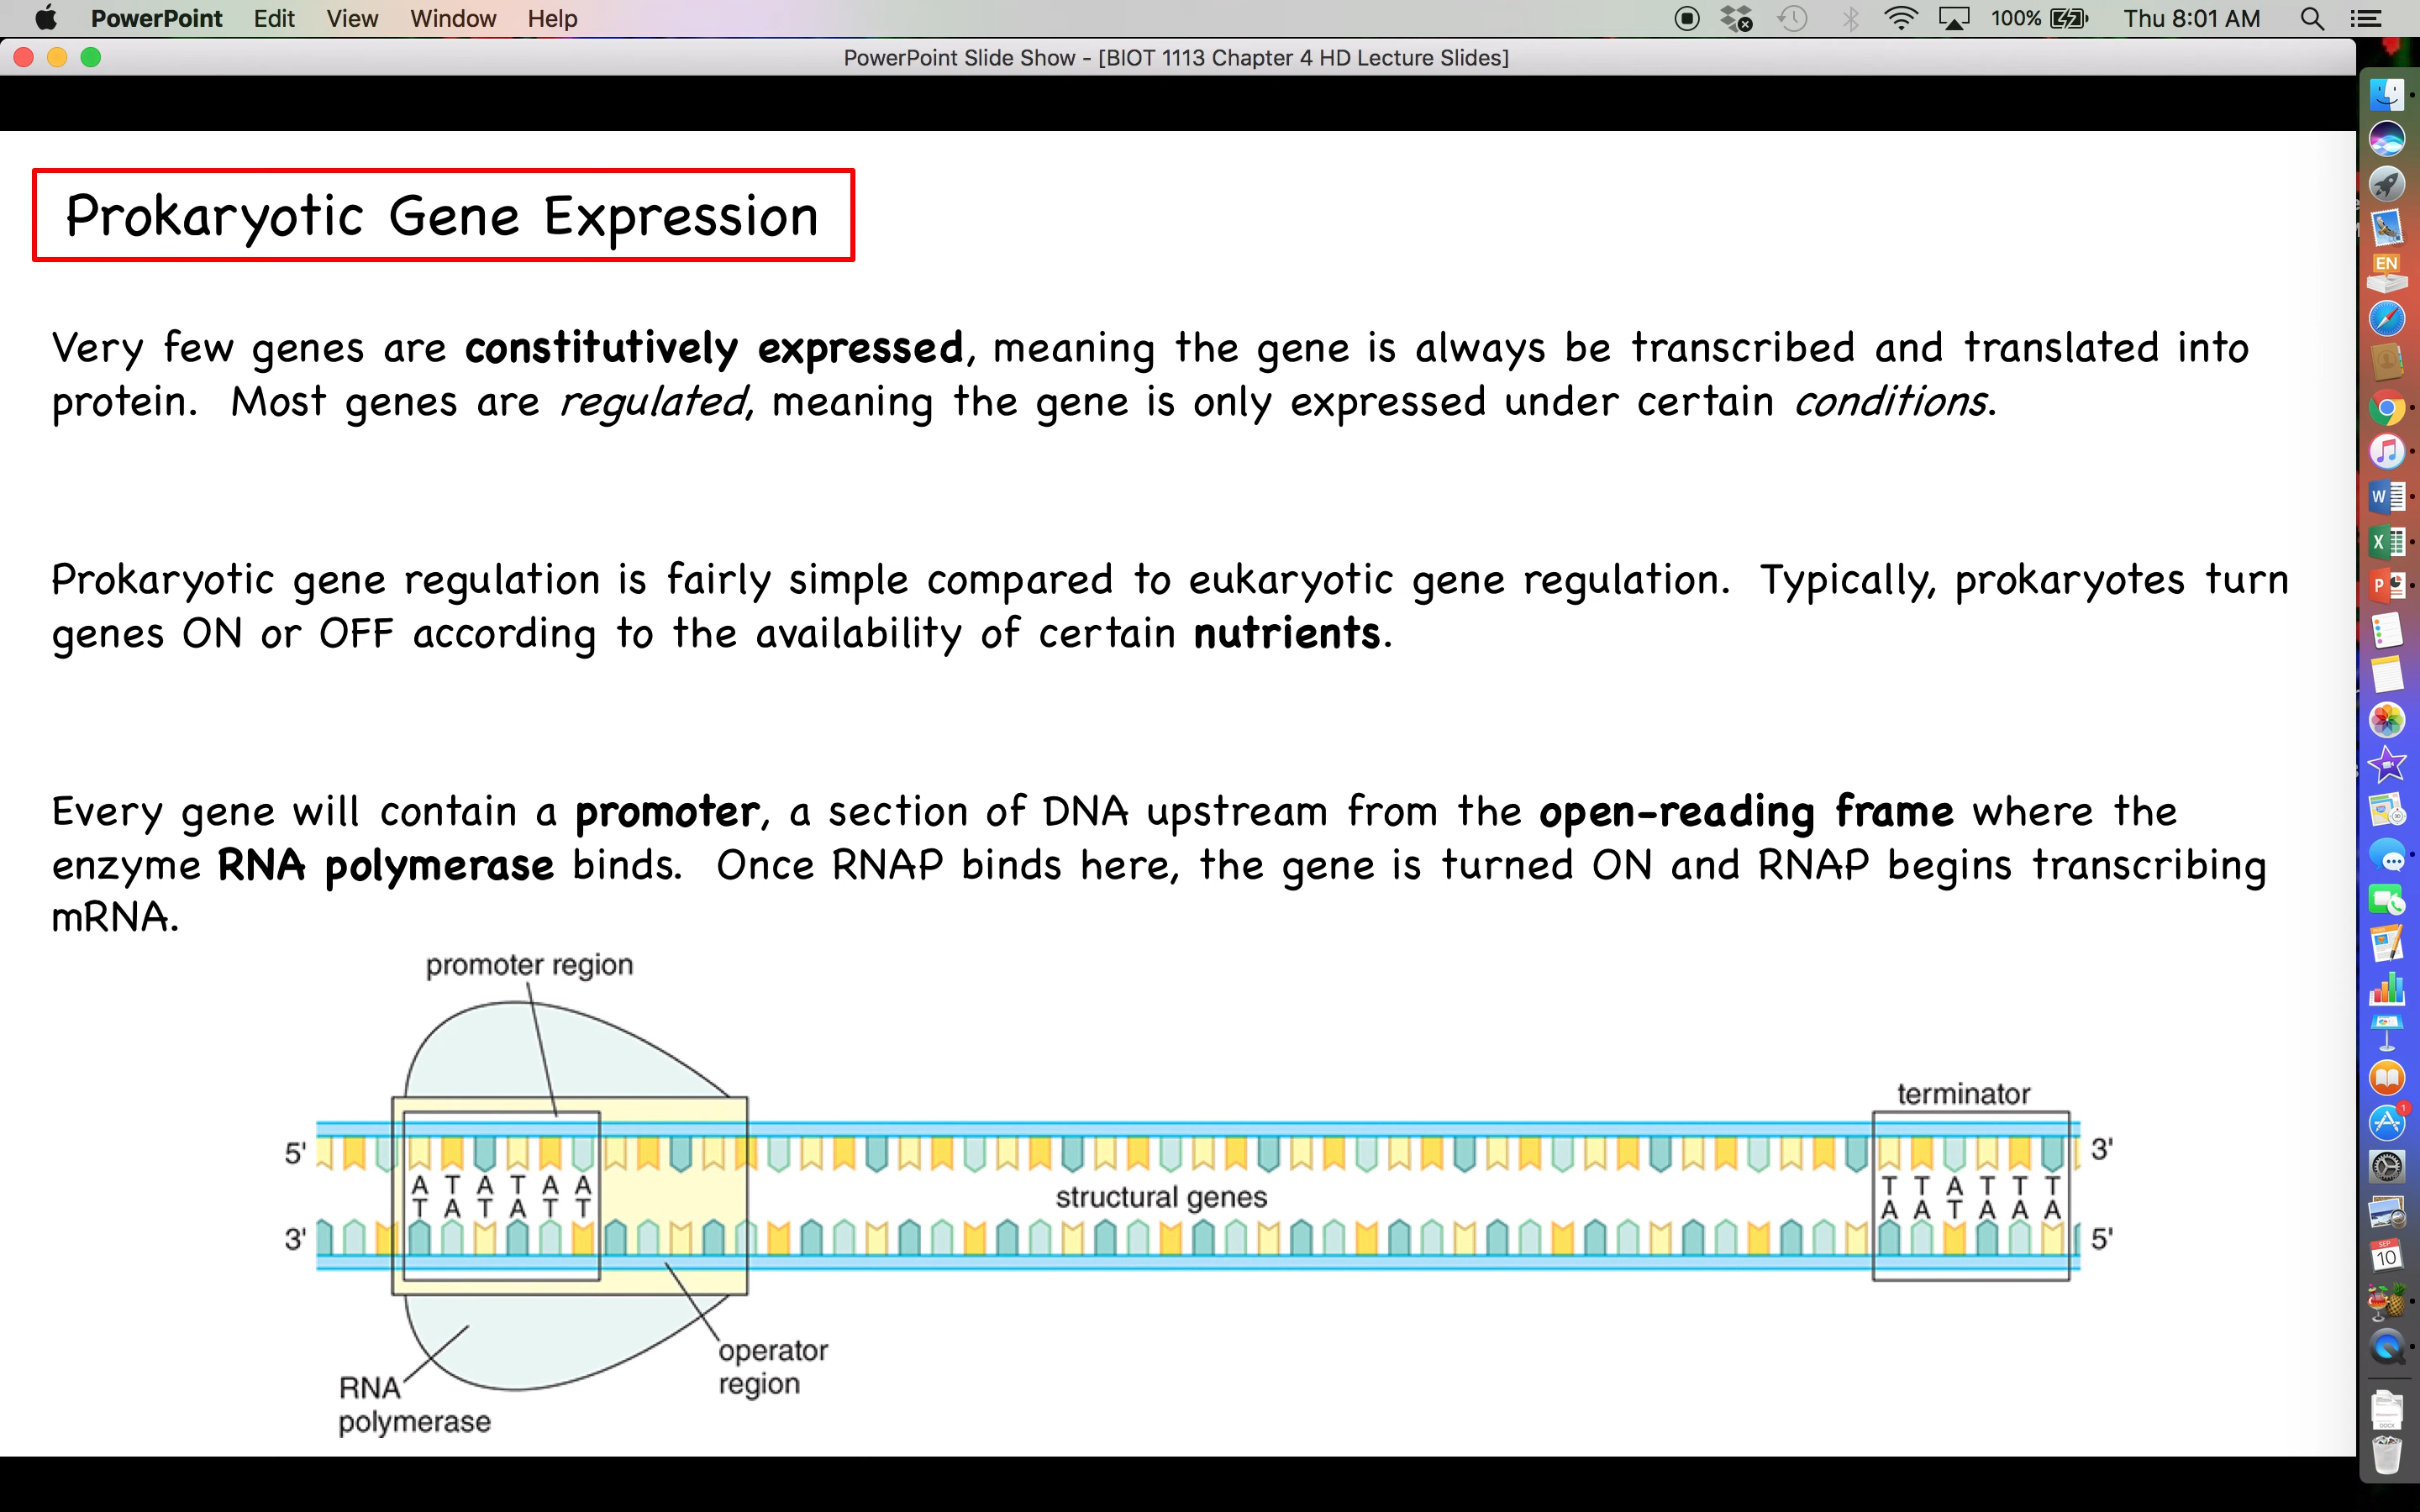 PowerPoint Edit View Window Help 100% Thu 8:01 AM
PowerPoint Slide Show - [BIOT 1113 Chapter 4 HD Lecture Slides]
Prokaryotic Gene Expression
Very few genes are constitutively expressed, meaning the gene is always be transcribed and translated into
protein. Most genes are regulated, meaning the gene is only expressed under certain conditions.
Prokaryotic gene regulation is fairly simple compared to eukaryotic gene regulation. Typically, prokaryotes turn
genes ON or OFF according to the availability of certain nutrients.
Every gene will contain a promoter, a section of DNA upstream from the open-reading frame where the
enzyme RNA polymerase binds. Once RNAP binds here, the gene is turned ON and RNAP begins transcribing
mRNA.
promoter region
terminator
5' 3'
A T A T A A
T A T A T T
structural genes
T T A T T T
A A T A A A
3' 5'
operator
region
RNA
polymerase
EN
W
X
P
1
SEP
10
DOCX